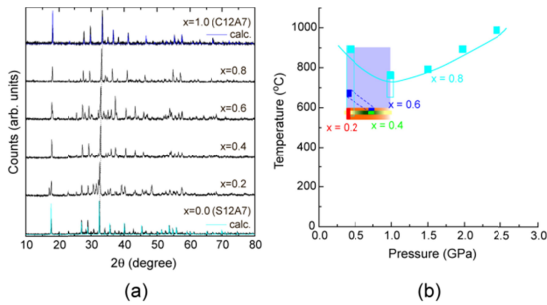 x=1.0 (C12A7)
calc.
x=0.8
x=0.6
x=0.4
x=0.2
x=0.0 (S12A7)
calc.
Counts (arb. units)
10 20 30 40 50 60 70 80
2θ (degree)
(a)
1000
800
600
400
200
0
Temperature (°C)
x = 0.8
x = 0.6
x = 0.4
x = 0.2
0.0 0.5 1.0 1.5 2.0 2.5 3.0
Pressure (GPa)
(b)